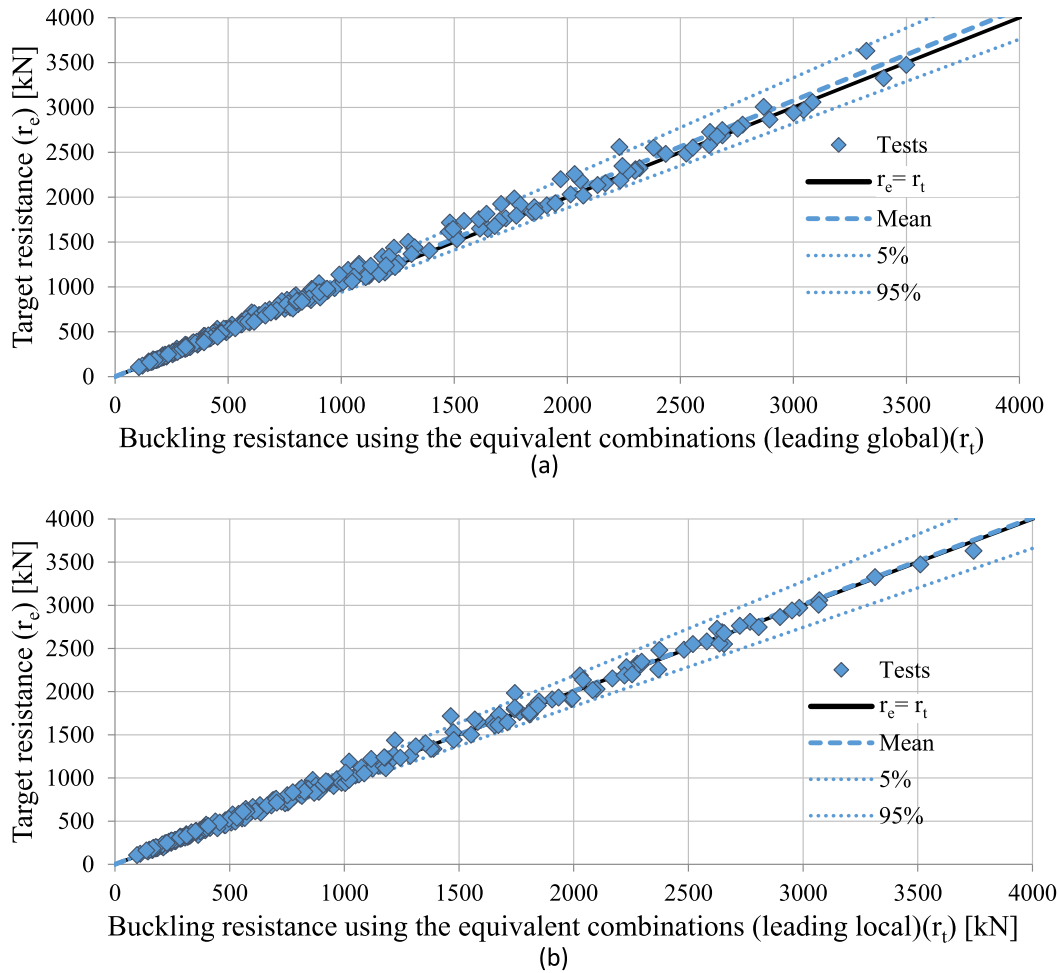 4000
3500
3000
2500
2000
1500
1000
500
0
Target resistance (re) [kN]
Tests
re= rt
Mean
5%
95%
0 500 1000 1500 2000 2500 3000 3500 4000
Buckling resistance using the equivalent combinations (leading global)(rt)
(a)
4000
3500
3000
2500
2000
1500
1000
500
0
Target resistance (re) [kN]
Tests
re= rt
Mean
5%
95%
0 500 1000 1500 2000 2500 3000 3500 4000
Buckling resistance using the equivalent combinations (leading local)(rt) [kN]
(b)